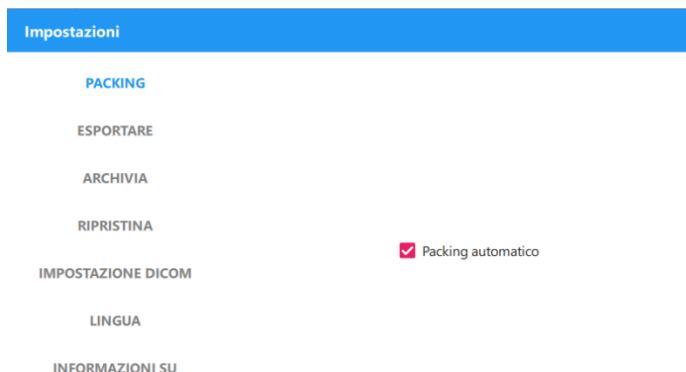 Impostazioni
PACKING
ESPORTARE
ARCHIVIA
RIPRISTINA
Packing automatico
IMPOSTAZIONE DICOM
LINGUA
INFORMAZIONI SU